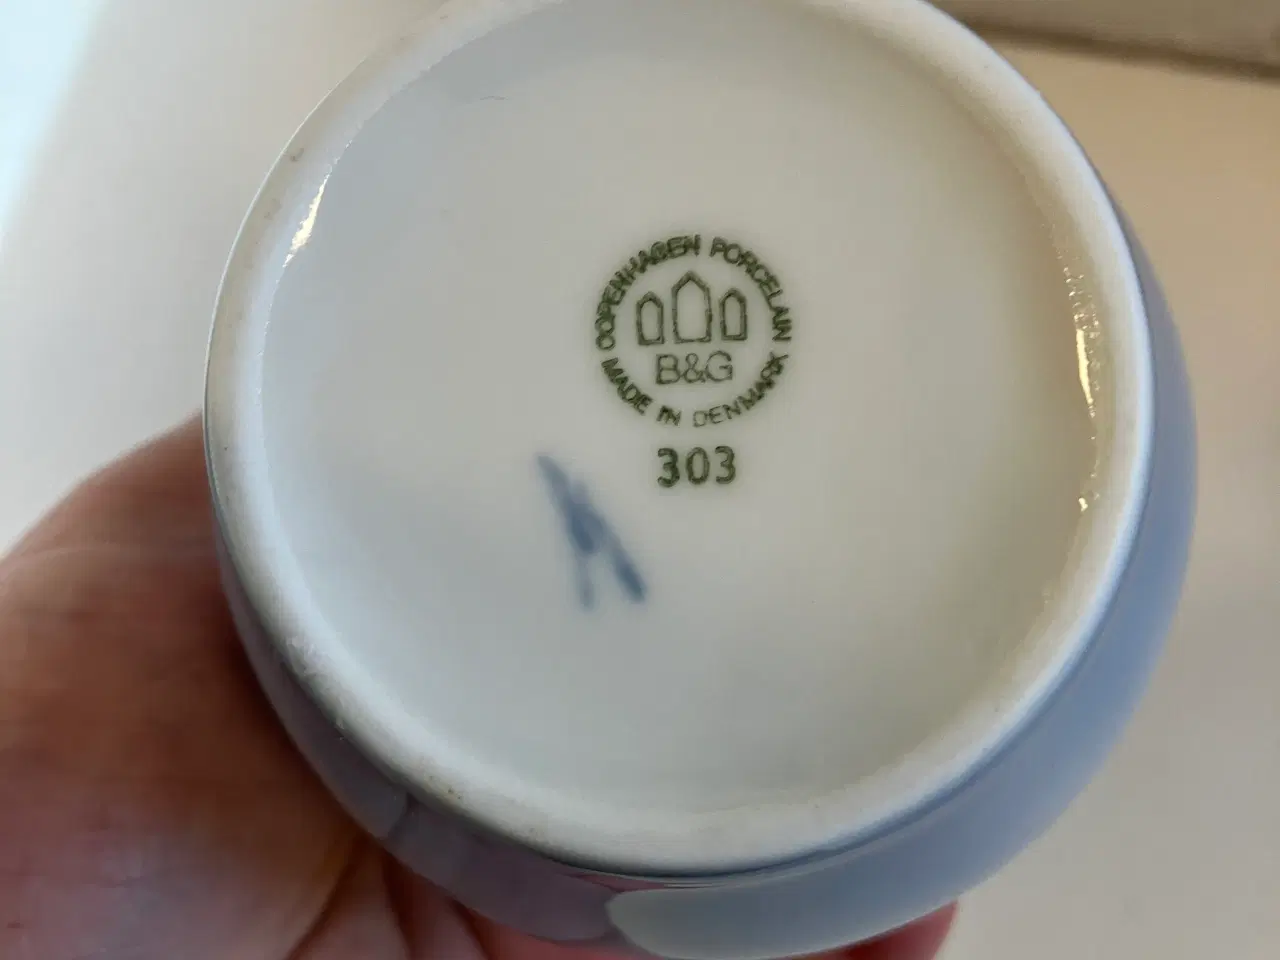 COPENHAGEN PORCELAIN
B&G
MADE IN DENMARK
303